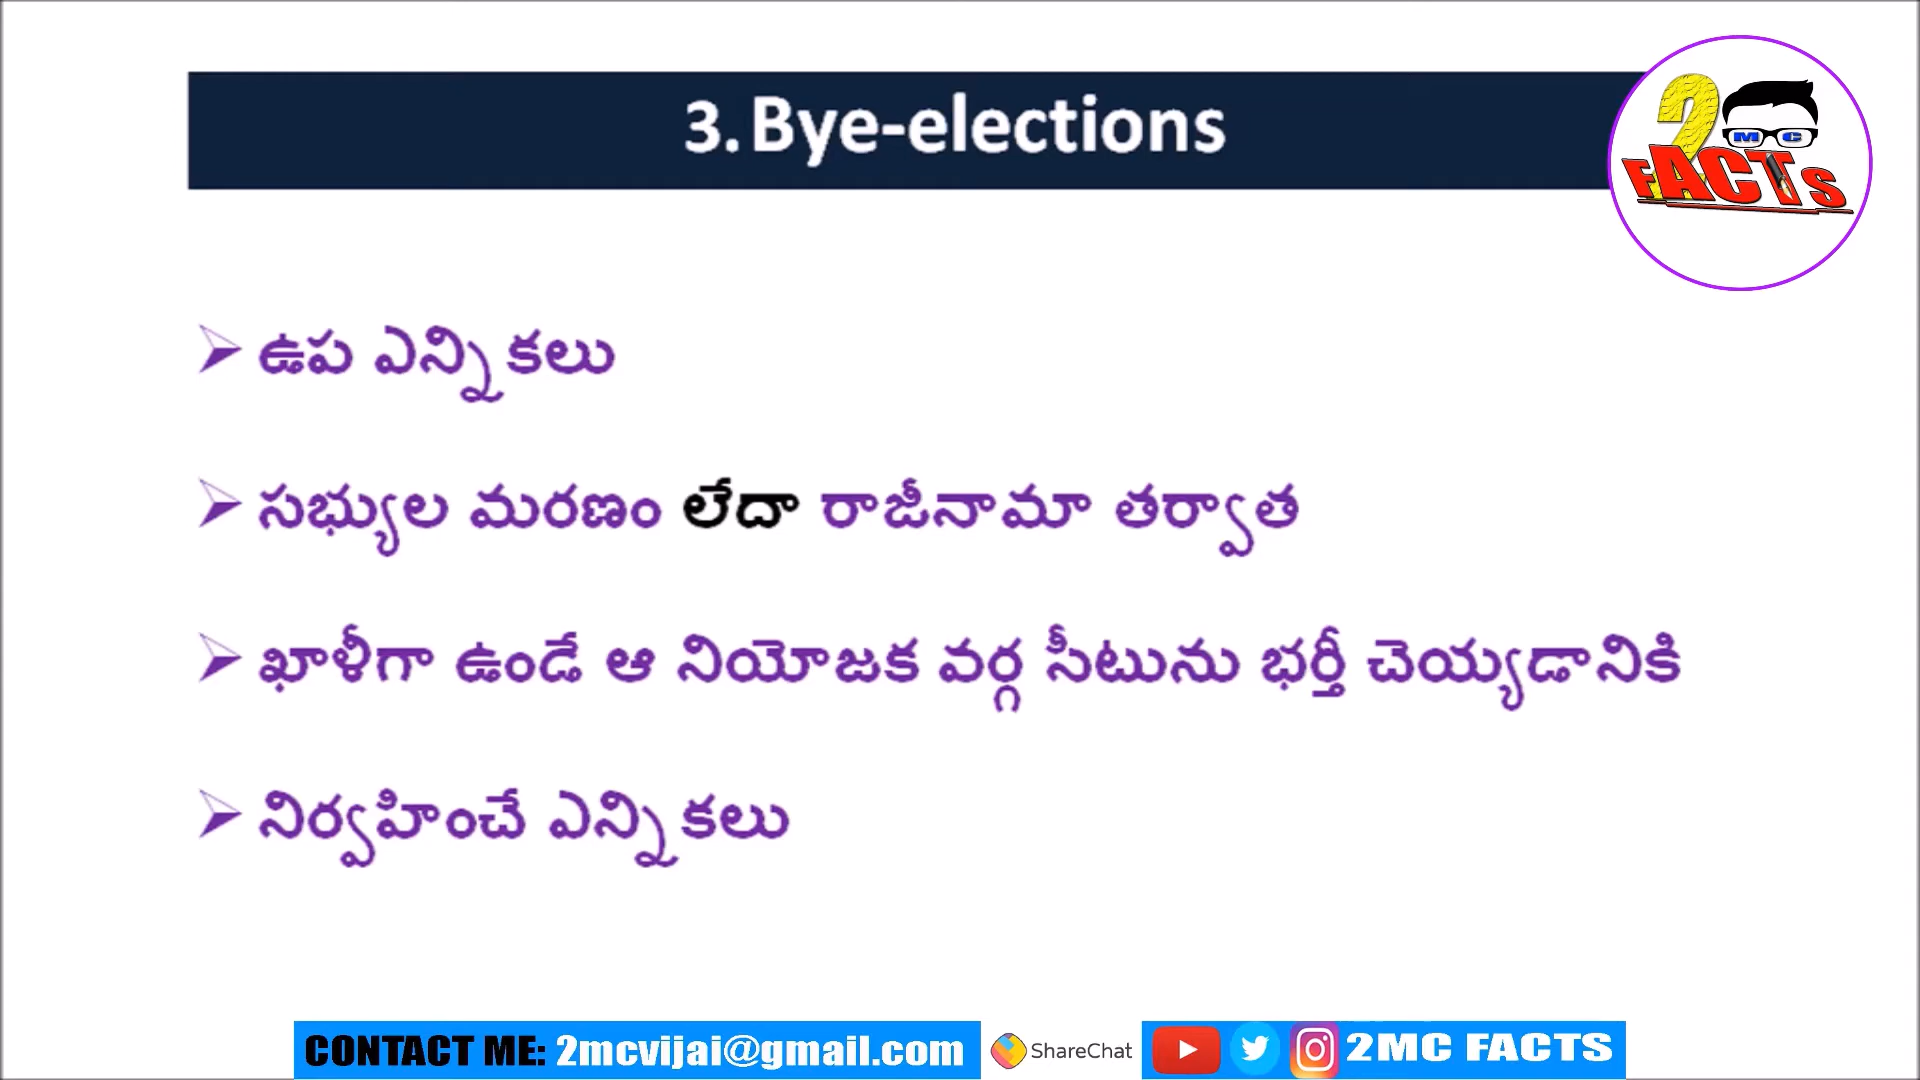 3. Bye-elections
2
MC
FACTS
ఉప ఎన్నికలు
సభ్యుల మరణం లేదా రాజీనామా తర్వాత
ఖాళీగా ఉండే ఆ నియోజక వర్గ సీటును భర్తీ చెయ్యడానికి
నిర్వహించే ఎన్నికలు
CONTACT ME: 2mcvijai@gmail.com ShareChat 2MC FACTS